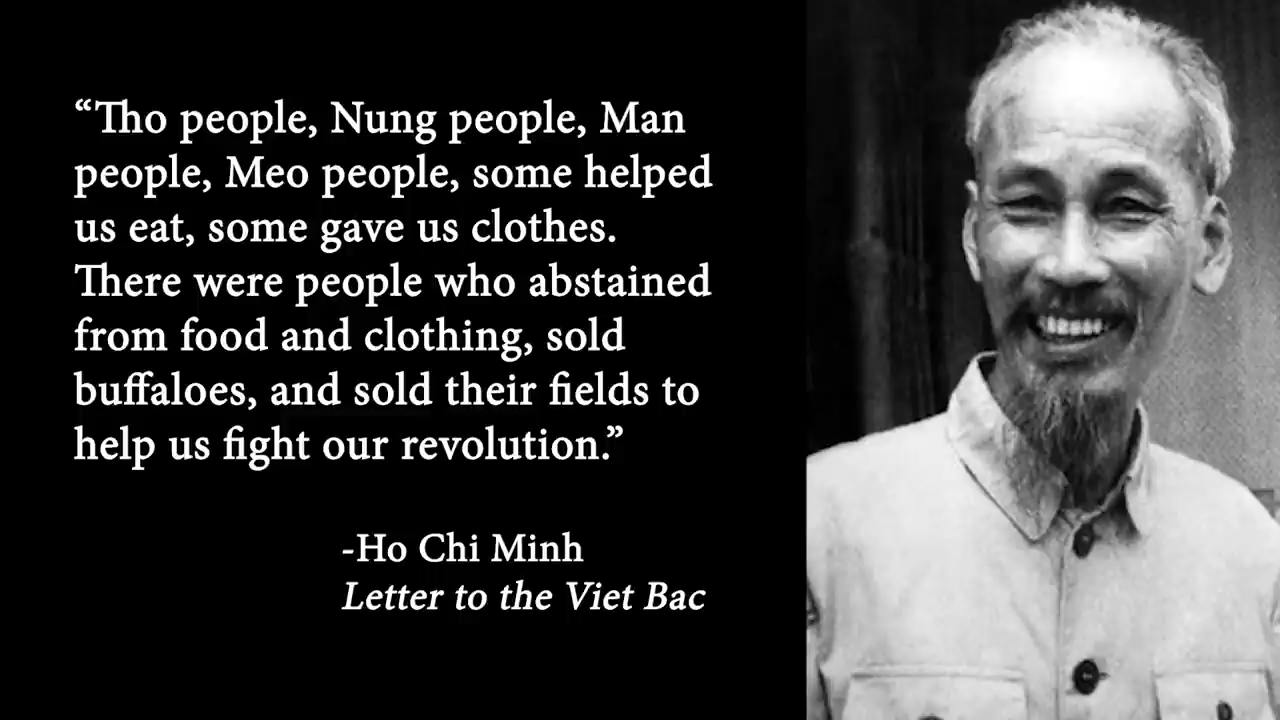 “Tho people, Nung people, Man
people, Meo people, some helped
us eat, some gave us clothes.
There were people who abstained
from food and clothing, sold
buffaloes, and sold their fields to
help us fight our revolution.”
-Ho Chi Minh
Letter to the Viet Bac